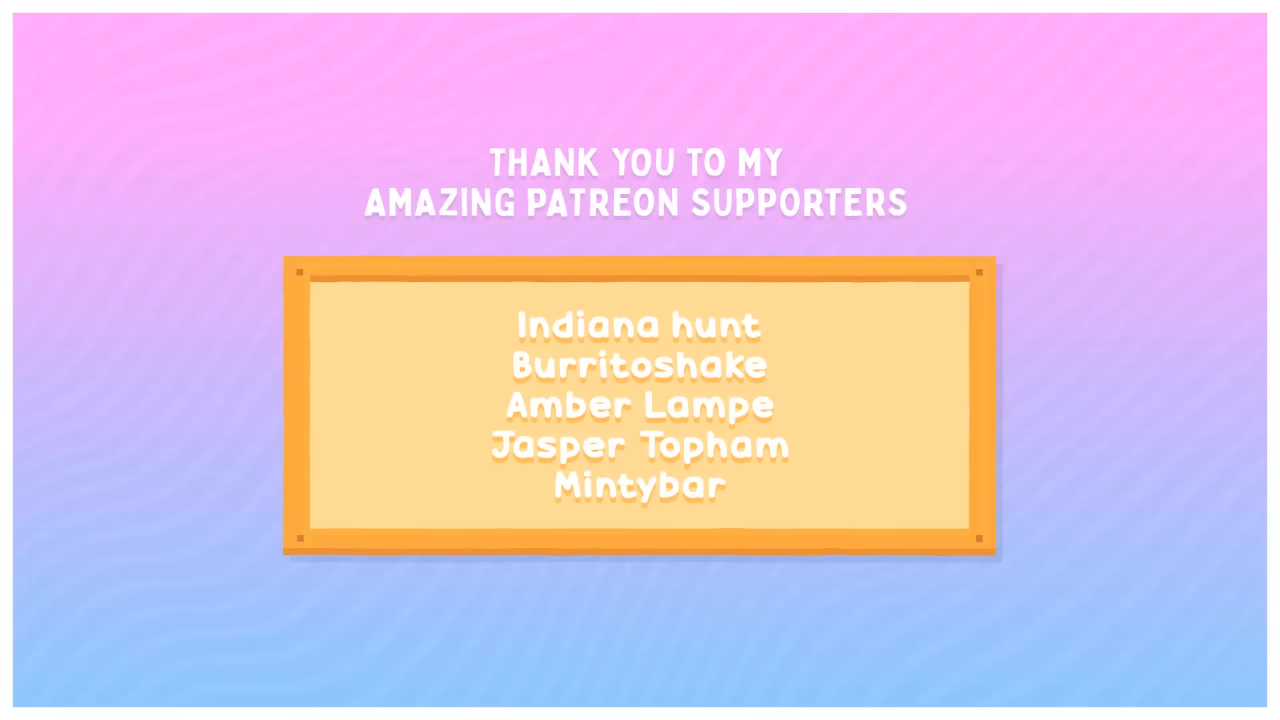 THANK YOU TO MY
AMAZING PATREON SUPPORTERS
Indiana hunt
Burritoshake
Amber Lampe
Jasper Topham
Mintybar